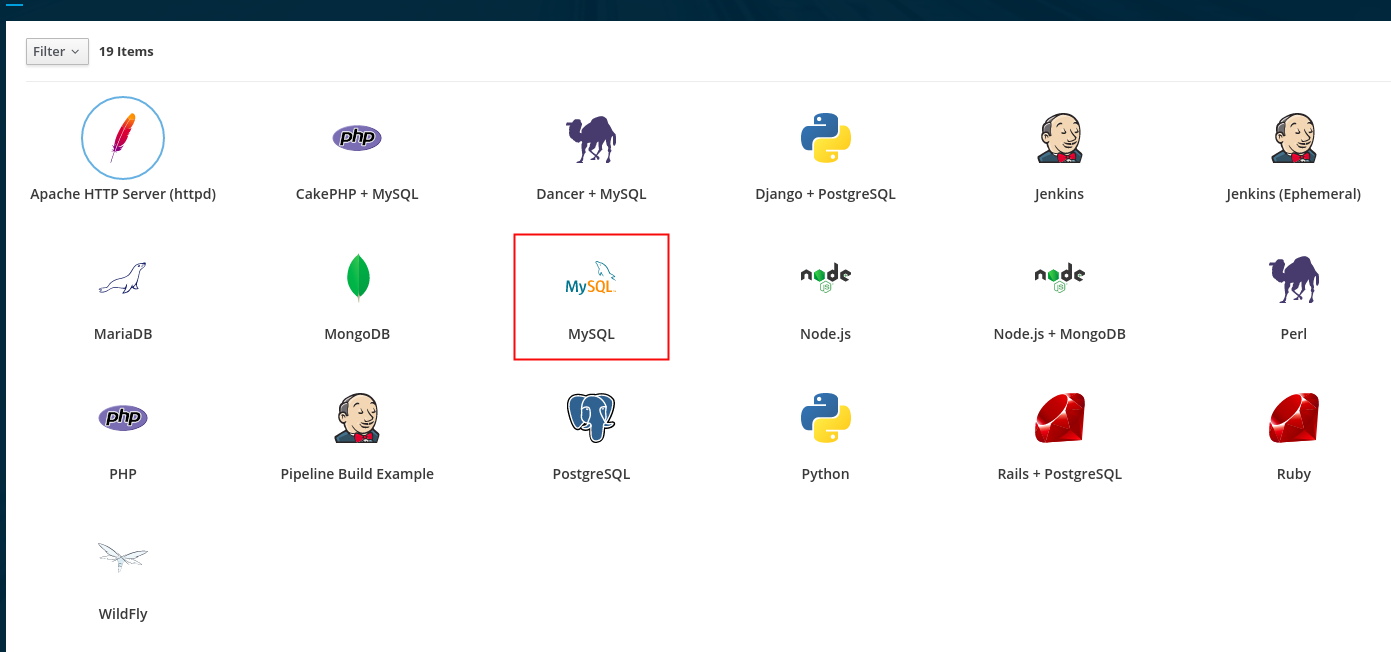 Filter 19 Items
php
Apache HTTP Server (httpd) CakePHP + MySQL Dancer + MySQL Django + PostgreSQL Jenkins Jenkins (Ephemeral)
MySQL node JS node JS
MariaDB MongoDB MySQL Node.js Node.js + MongoDB Perl
php
PHP Pipeline Build Example PostgreSQL Python Rails + PostgreSQL Ruby
WildFly